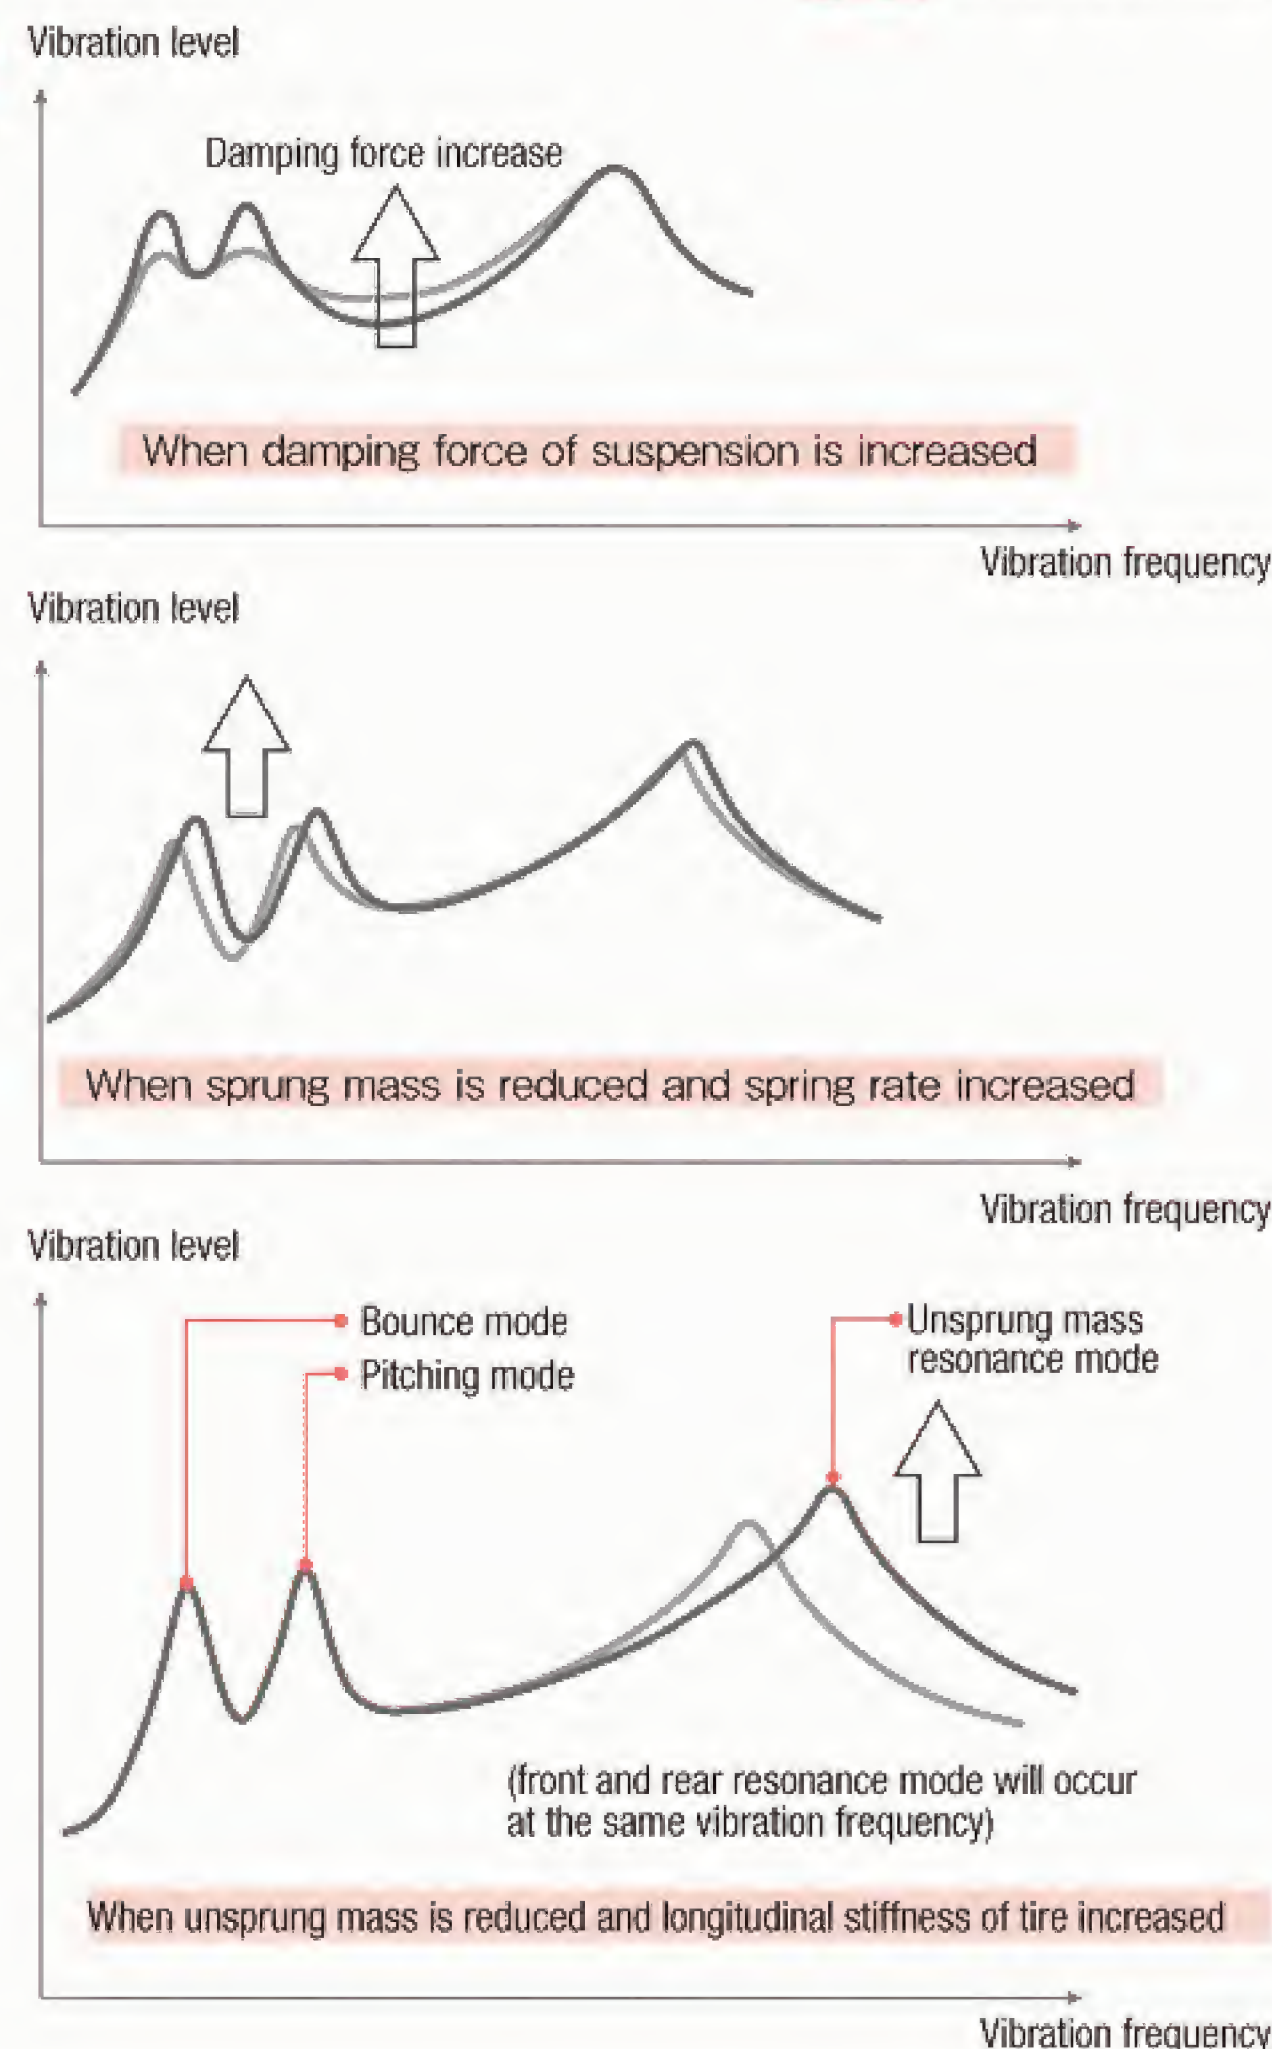 Vibration level
Damping force increase
When damping force of suspension is increased
Vibration frequency
Vibration level
When sprung mass is reduced and spring rate increased
Vibration frequency
Vibration level
Bounce mode
Pitching mode
Unsprung mass
resonance mode
(front and rear resonance mode will occur
at the same vibration frequency)
When unsprung mass is reduced and longitudinal stiffness of tire increased
Vibration frequency